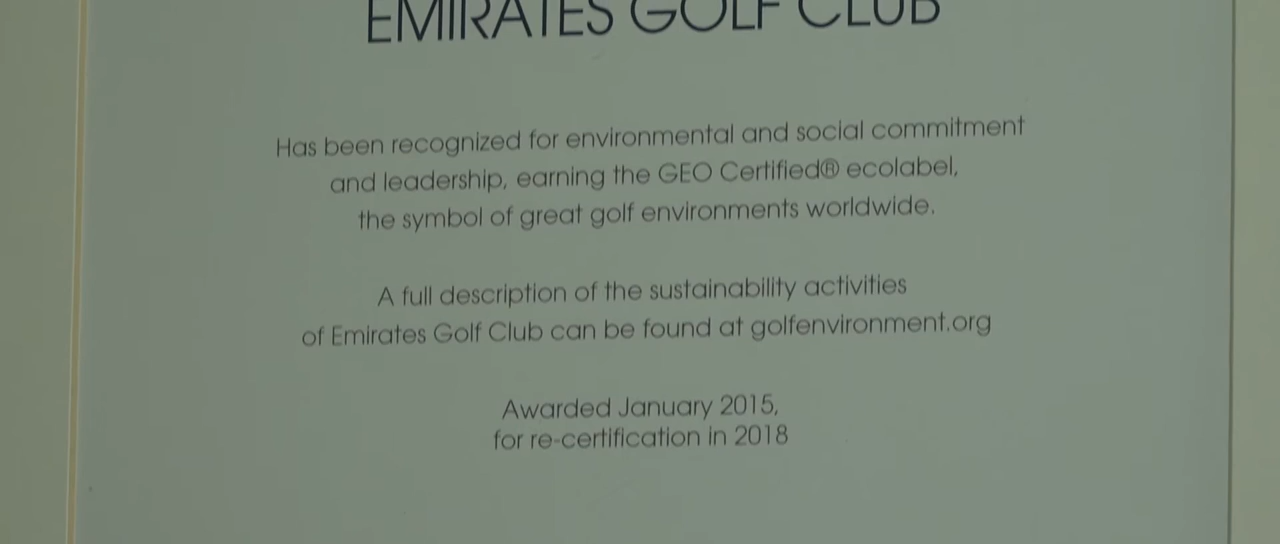 EMIRATES GOLF CLUB
Has been recognized for environmental and social commitment
and leadership, earning the GEO Certified® ecolabel,
the symbol of great golf environments worldwide.
A full description of the sustainability activities
of Emirates Golf Club can be found at golfenvironment.org
Awarded January 2015,
for re-certification in 2018